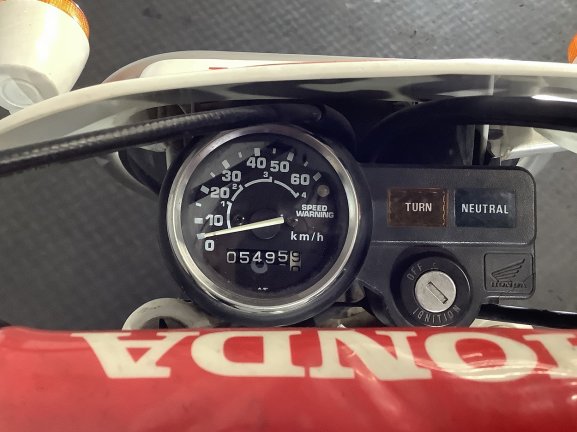 40 50
30 60
20
10
0
1 2 3 4
SPEED
WARNING
km/h
05495
TURN
NEUTRAL
OFF
IGNITION
HONDA
HONDA
HONDA